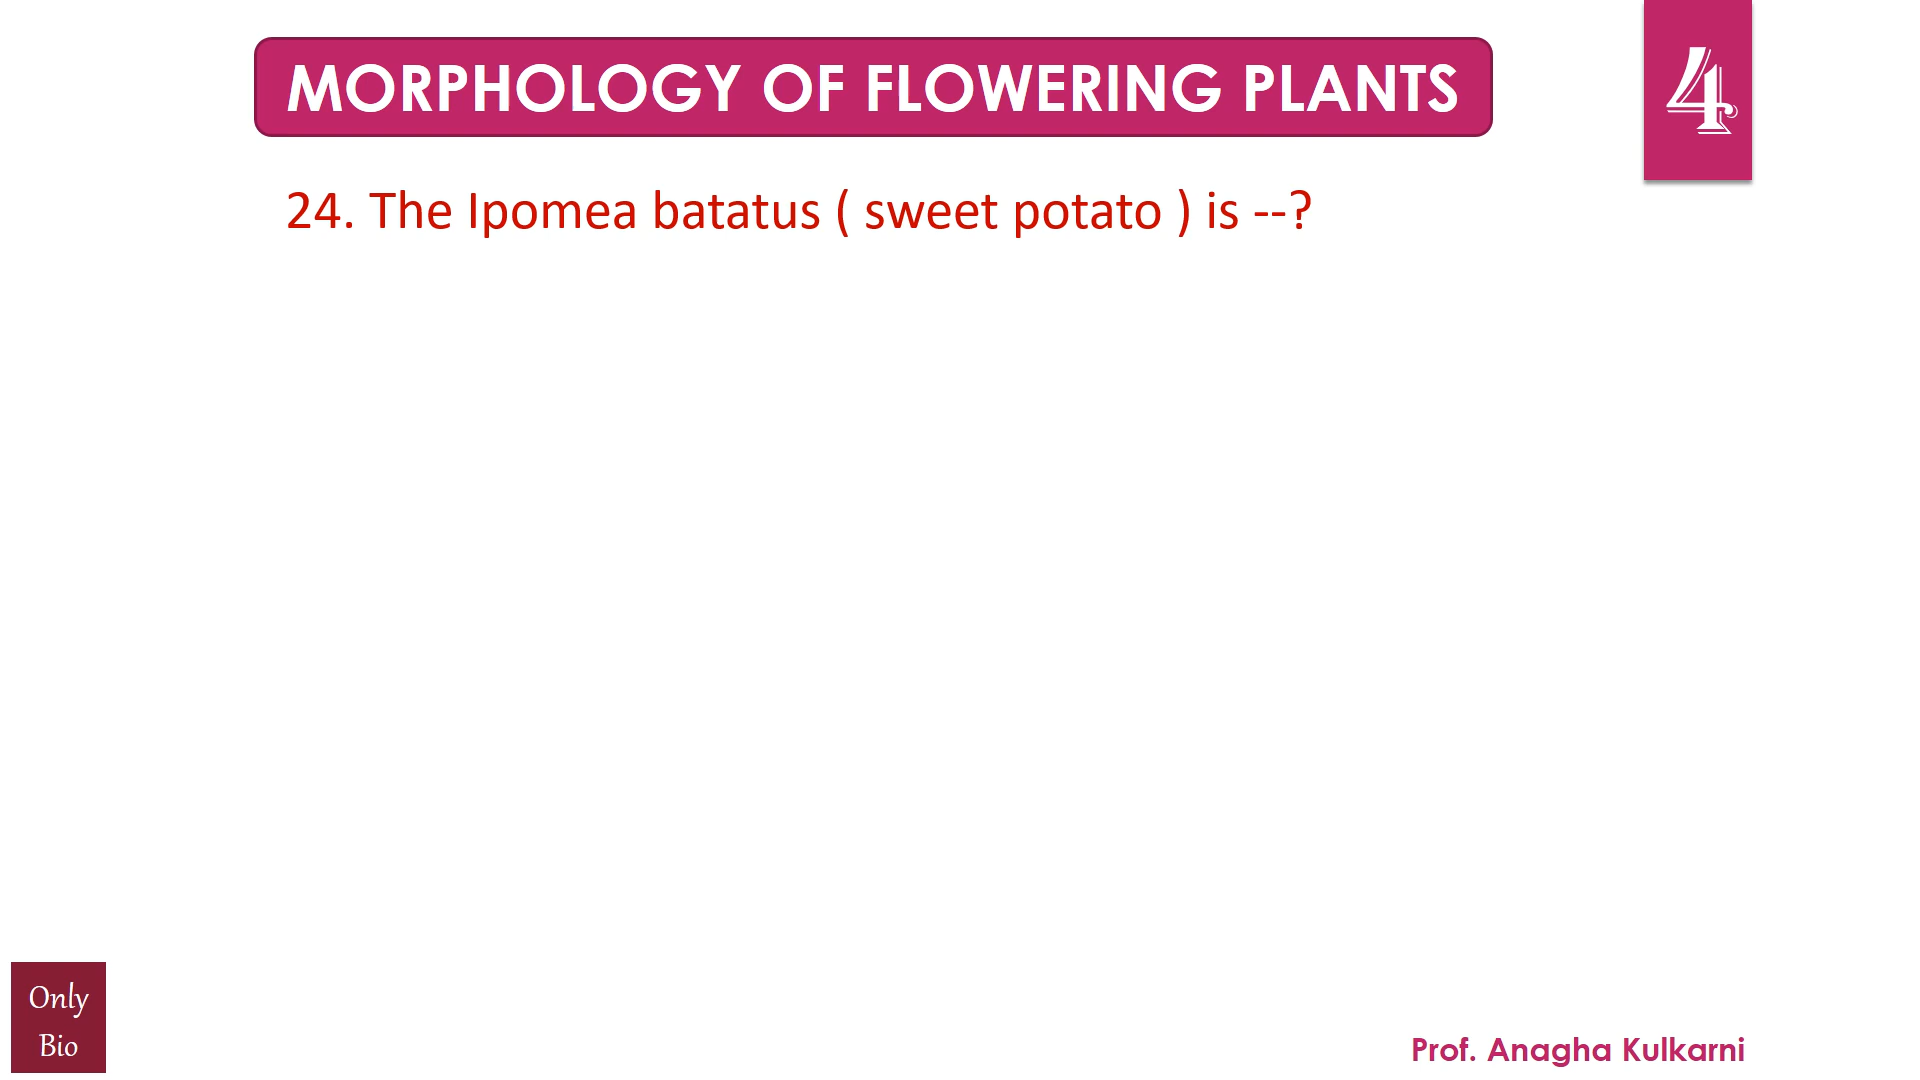 MORPHOLOGY OF FLOWERING PLANTS
4
24. The Ipomea batatus ( sweet potato ) is --?
Only
Bio
Prof. Anagha Kulkarni